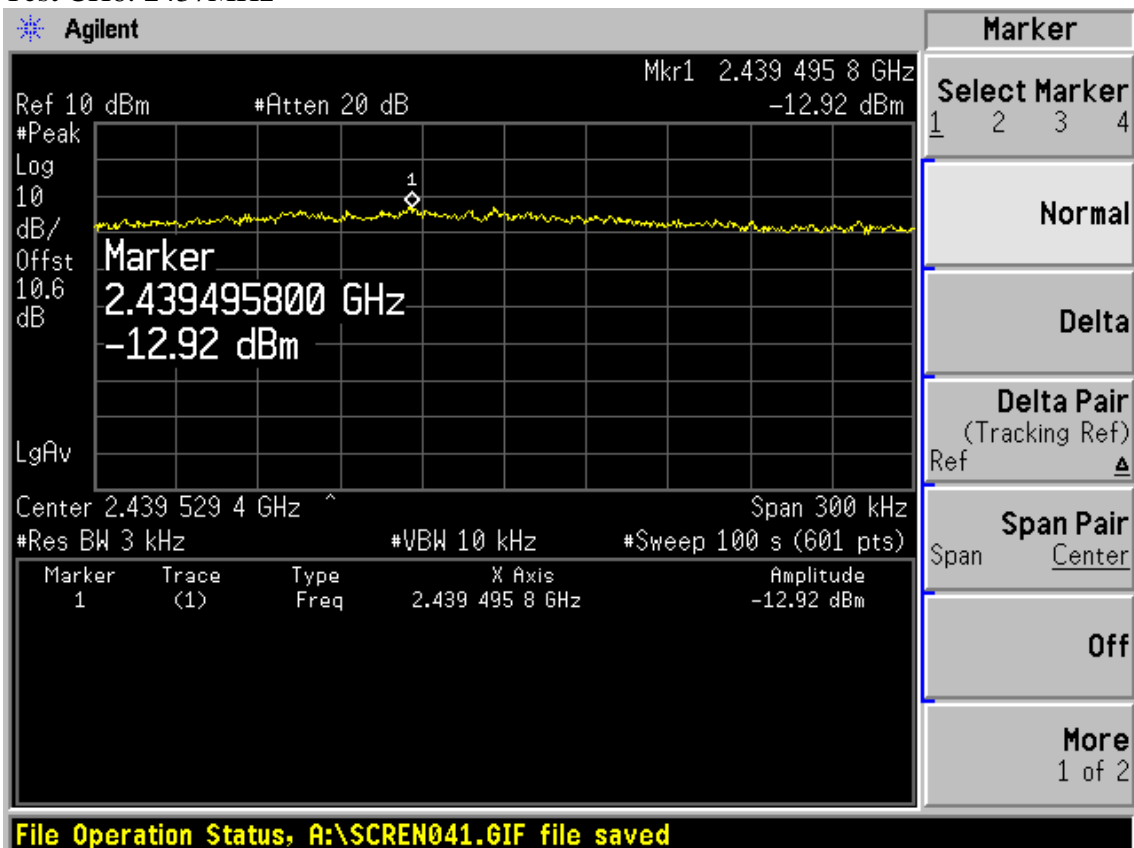 Agilent
Marker
Mkr1 2.439 495 8 GHz
Ref 10 dBm #Atten 20 dB -12.92 dBm
#Peak
Log
10
dB/
Offst
10.6
dB
1
Marker
2.439495800 GHz
-12.92 dBm
LgAv
Center 2.439 529 4 GHz ^ Span 300 kHz
#Res BW 3 kHz #VBW 10 kHz #Sweep 100 s (601 pts)
Marker Trace Type X Axis Amplitude
1 (1) Freq 2.439 495 8 GHz -12.92 dBm
Select Marker
1 2 3 4
Normal
Delta
Delta Pair
(Tracking Ref)
Ref Δ
Span Pair
Span Center
Off
More
1 of 2
File Operation Status, A:\SCREN041.GIF file saved